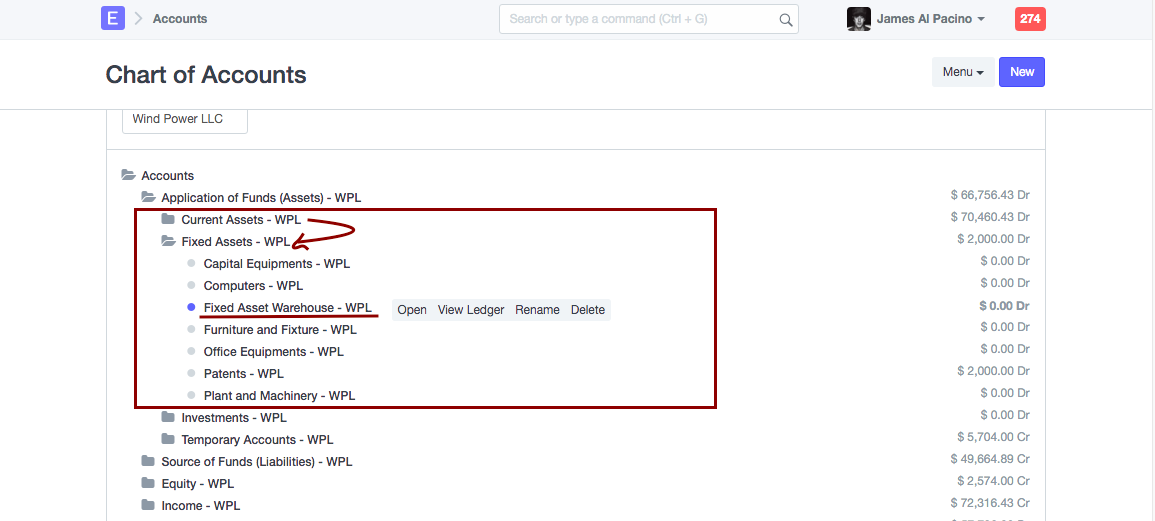 E Accounts Search or type a command (Ctrl + G) James Al Pacino 274
Chart of Accounts Menu New
Wind Power LLC
Accounts
Application of Funds (Assets) - WPL $ 66,756.43 Dr
Current Assets - WPL $ 70,460.43 Dr
Fixed Assets - WPL $ 2,000.00 Dr
Capital Equipments - WPL $ 0.00 Dr
Computers - WPL $ 0.00 Dr
Fixed Asset Warehouse - WPL Open View Ledger Rename Delete $ 0.00 Dr
Furniture and Fixture - WPL $ 0.00 Dr
Office Equipments - WPL $ 0.00 Dr
Patents - WPL $ 2,000.00 Dr
Plant and Machinery - WPL $ 0.00 Dr
Investments - WPL $ 0.00 Dr
Temporary Accounts - WPL $ 5,704.00 Cr
Source of Funds (Liabilities) - WPL $ 49,664.89 Cr
Equity - WPL $ 2,574.00 Cr
Income - WPL $ 72,316.43 Cr